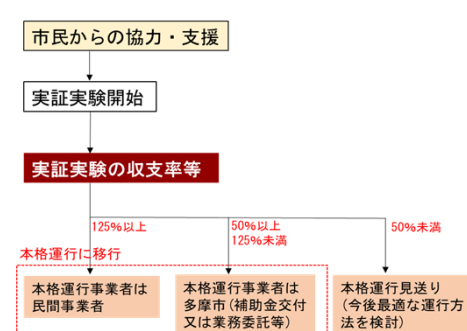 市民からの協力・支援
実証実験開始
実証実験の収支率等
125%以上
50%以上
125%未満
50%未満
本格運行に移行
本格運行事業者は
民間事業者
本格運行事業者は
多摩市(補助金交付
又は業務委託等)
本格運行見送り
(今後最適な運行方
法を検討)